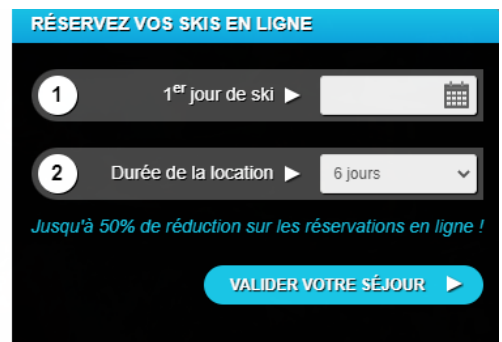 RÉSERVEZ VOS SKIS EN LIGNE
1 1er jour de ski ▶
2 Durée de la location ▶ 6 jours
Jusqu'à 50% de réduction sur les réservations en ligne !
VALIDER VOTRE SÉJOUR ▶